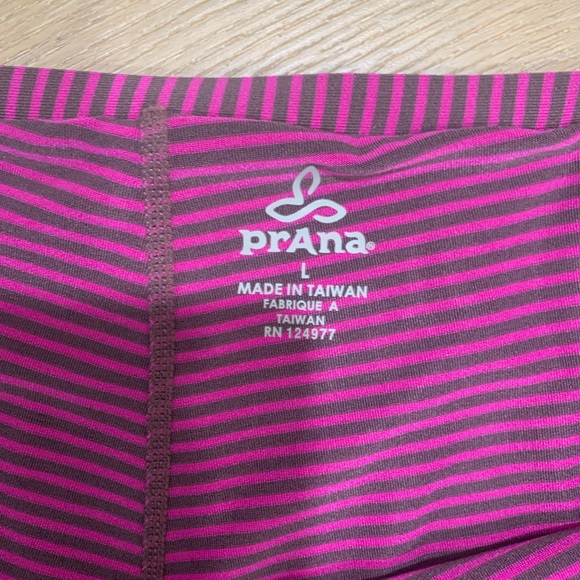 prAna®
L
MADE IN TAIWAN
FABRIQUE A
TAIWAN
RN 124977